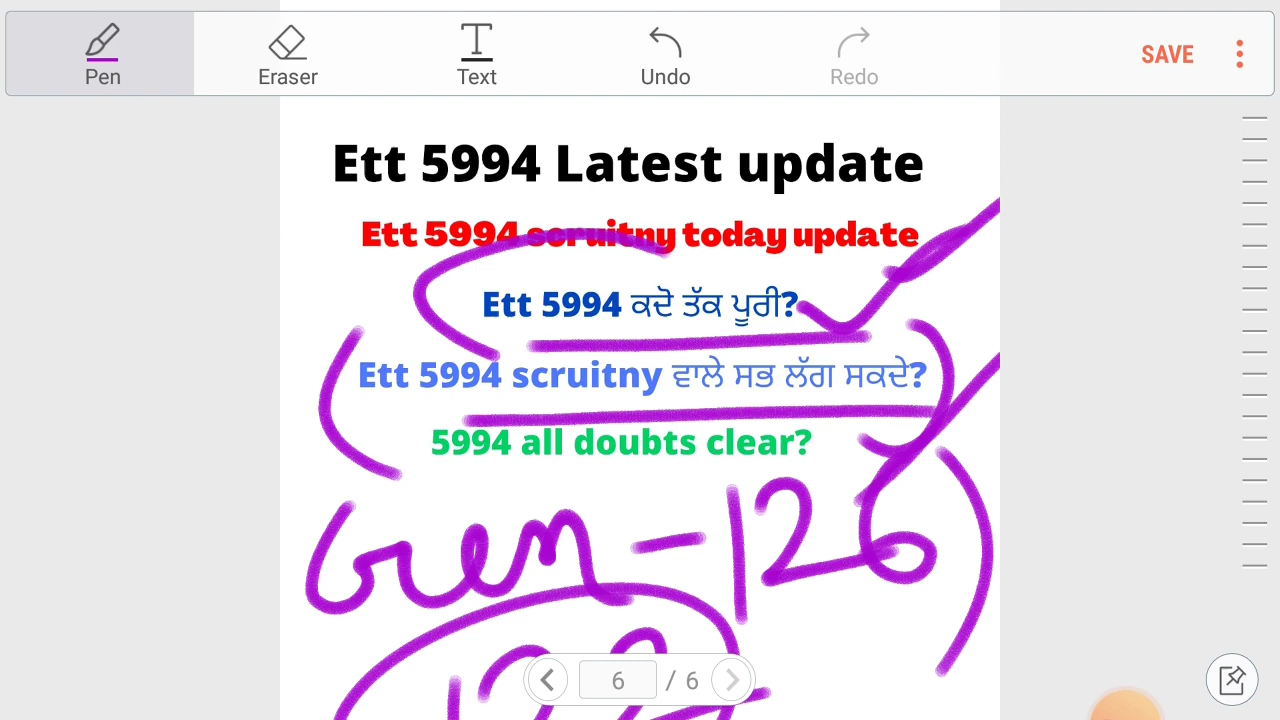 Pen Eraser Text Undo Redo SAVE
Ett 5994 Latest update
Ett 5994 scruitny today update
Ett 5994 ਕਦੋ ਤੱਕ ਪੂਰੀ?
Ett 5994 scruitny ਵਾਲੇ ਸਭ ਲੱਗ ਸਕਦੇ?
5994 all doubts clear?
Gen - 126
6 / 6